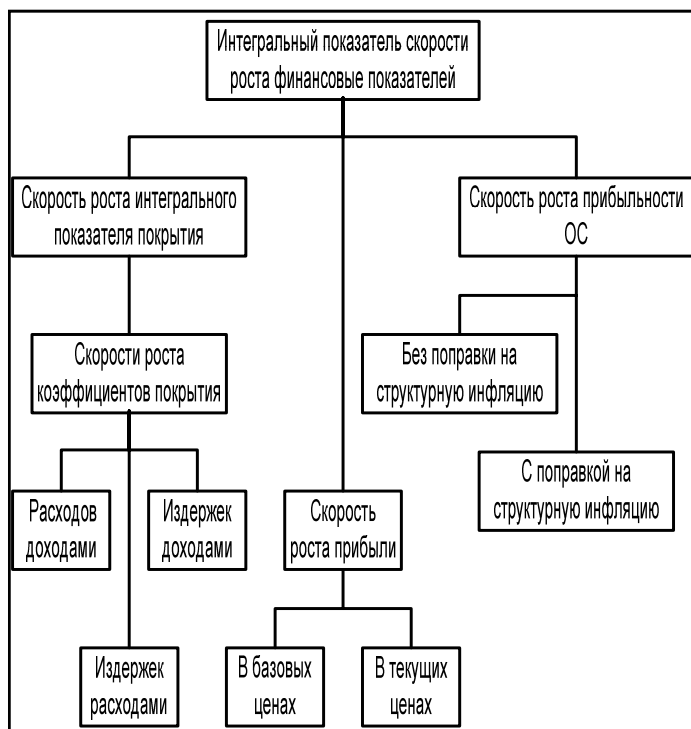 Интегральный показатель скорости
роста финансовые показателей
Скорость роста интегрального
показателя покрытия
Скорость роста прибыльности
ОС
Скорости роста
коэффициентов покрытия
Без поправки на
структурную инфляцию
С поправкой на
структурную инфляцию
Расходов
доходами
Издержек
доходами
Скорость
роста прибыли
Издержек
расходами
В базовых
ценах
В текущих
ценах